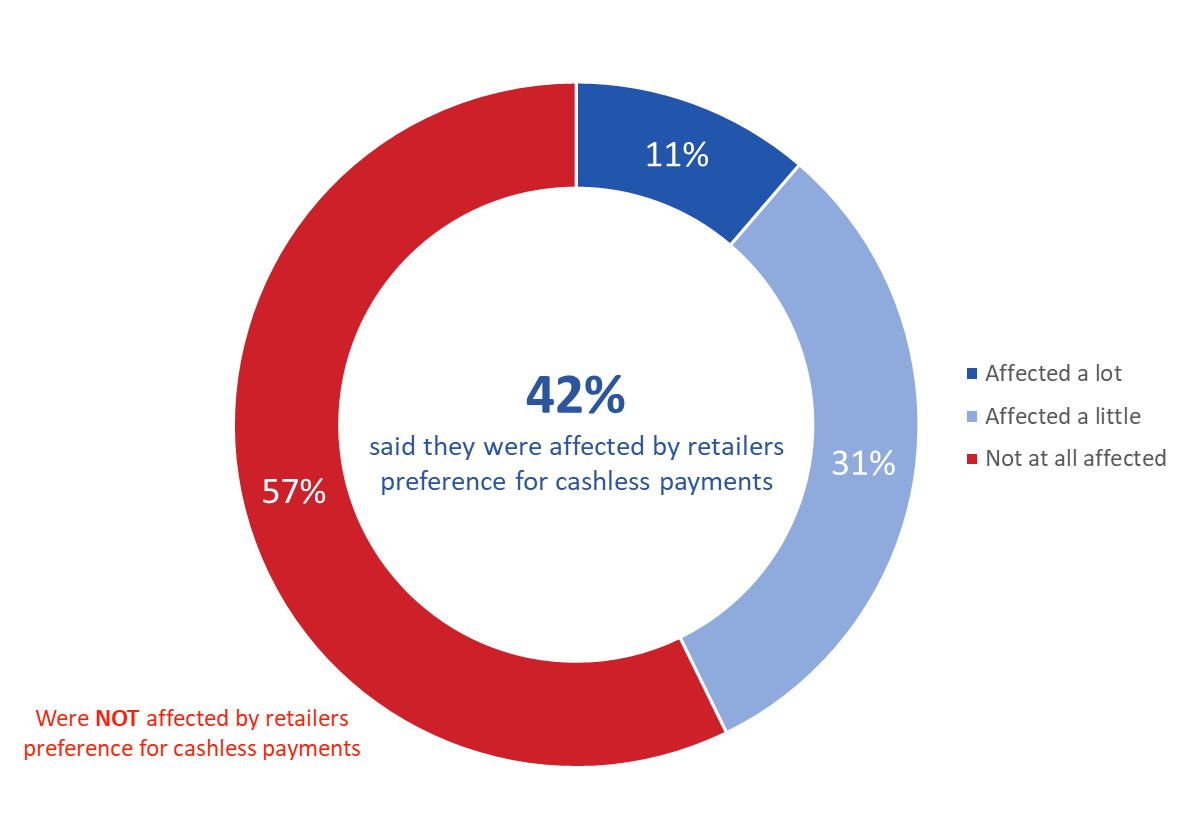 11%
42%
said they were affected by retailers
preference for cashless payments
31%
57%
Affected a lot
Affected a little
Not at all affected
Were NOT affected by retailers
preference for cashless payments